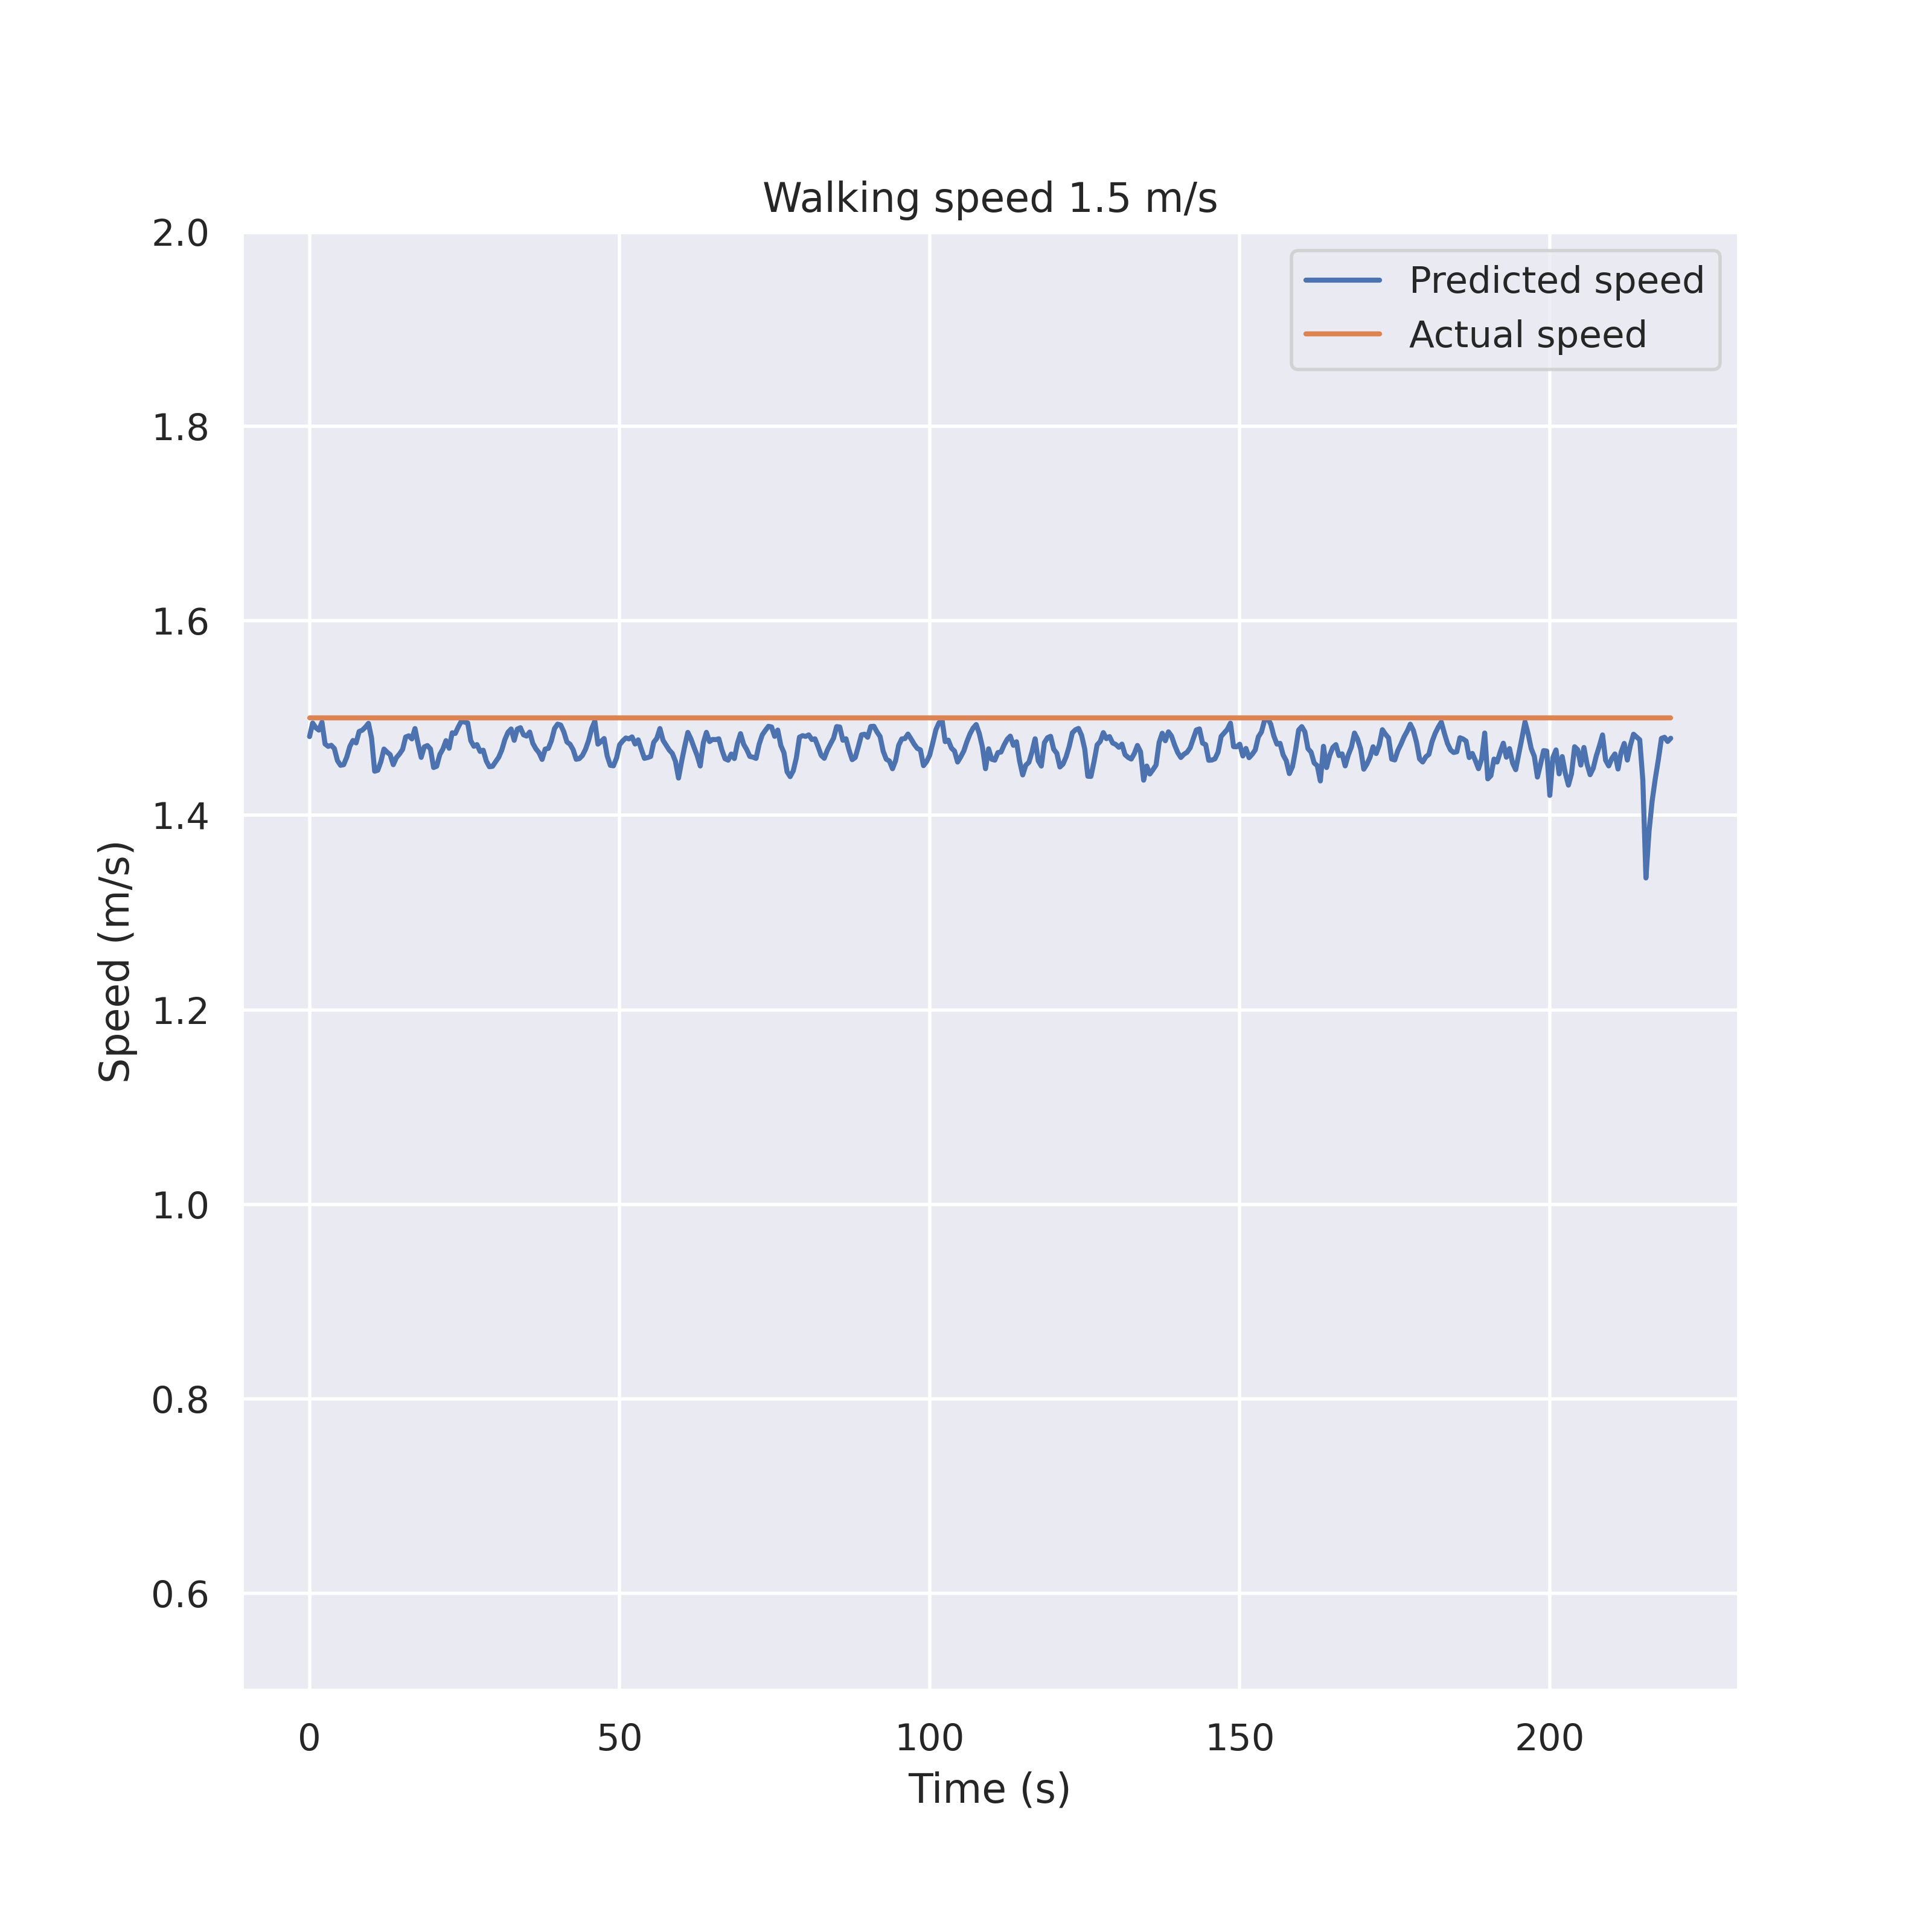 Walking speed 1.5 m/s
Predicted speed
Actual speed
2.0
1.8
1.6
1.4
1.2
1.0
0.8
0.6
Speed (m/s)
0 50 100 150 200
Time (s)